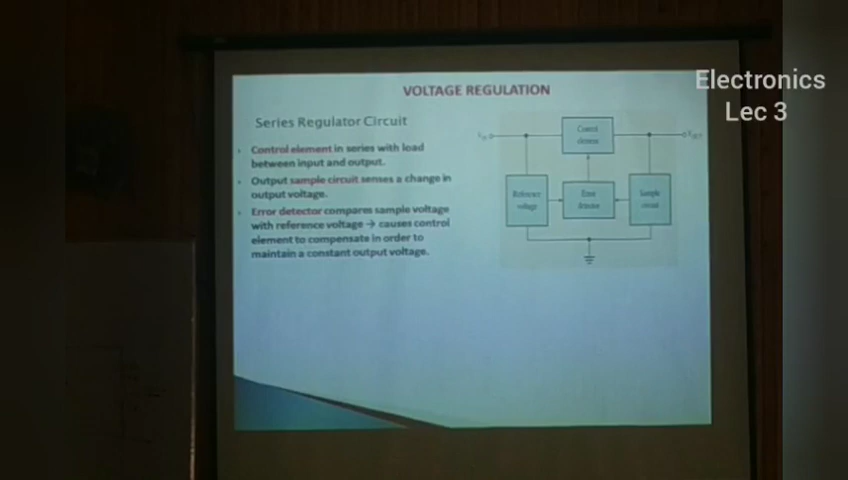 VOLTAGE REGULATION
Electronics
Lec 3
Series Regulator Circuit
Control element in series with load
between input and output.
Output sample circuit senses a change in
output voltage.
Error detector compares sample voltage
with reference voltage → causes control
element to compensate in order to
maintain a constant output voltage.
Control
element
VOUT
Reference
voltage
Error
detector
Sample
circuit